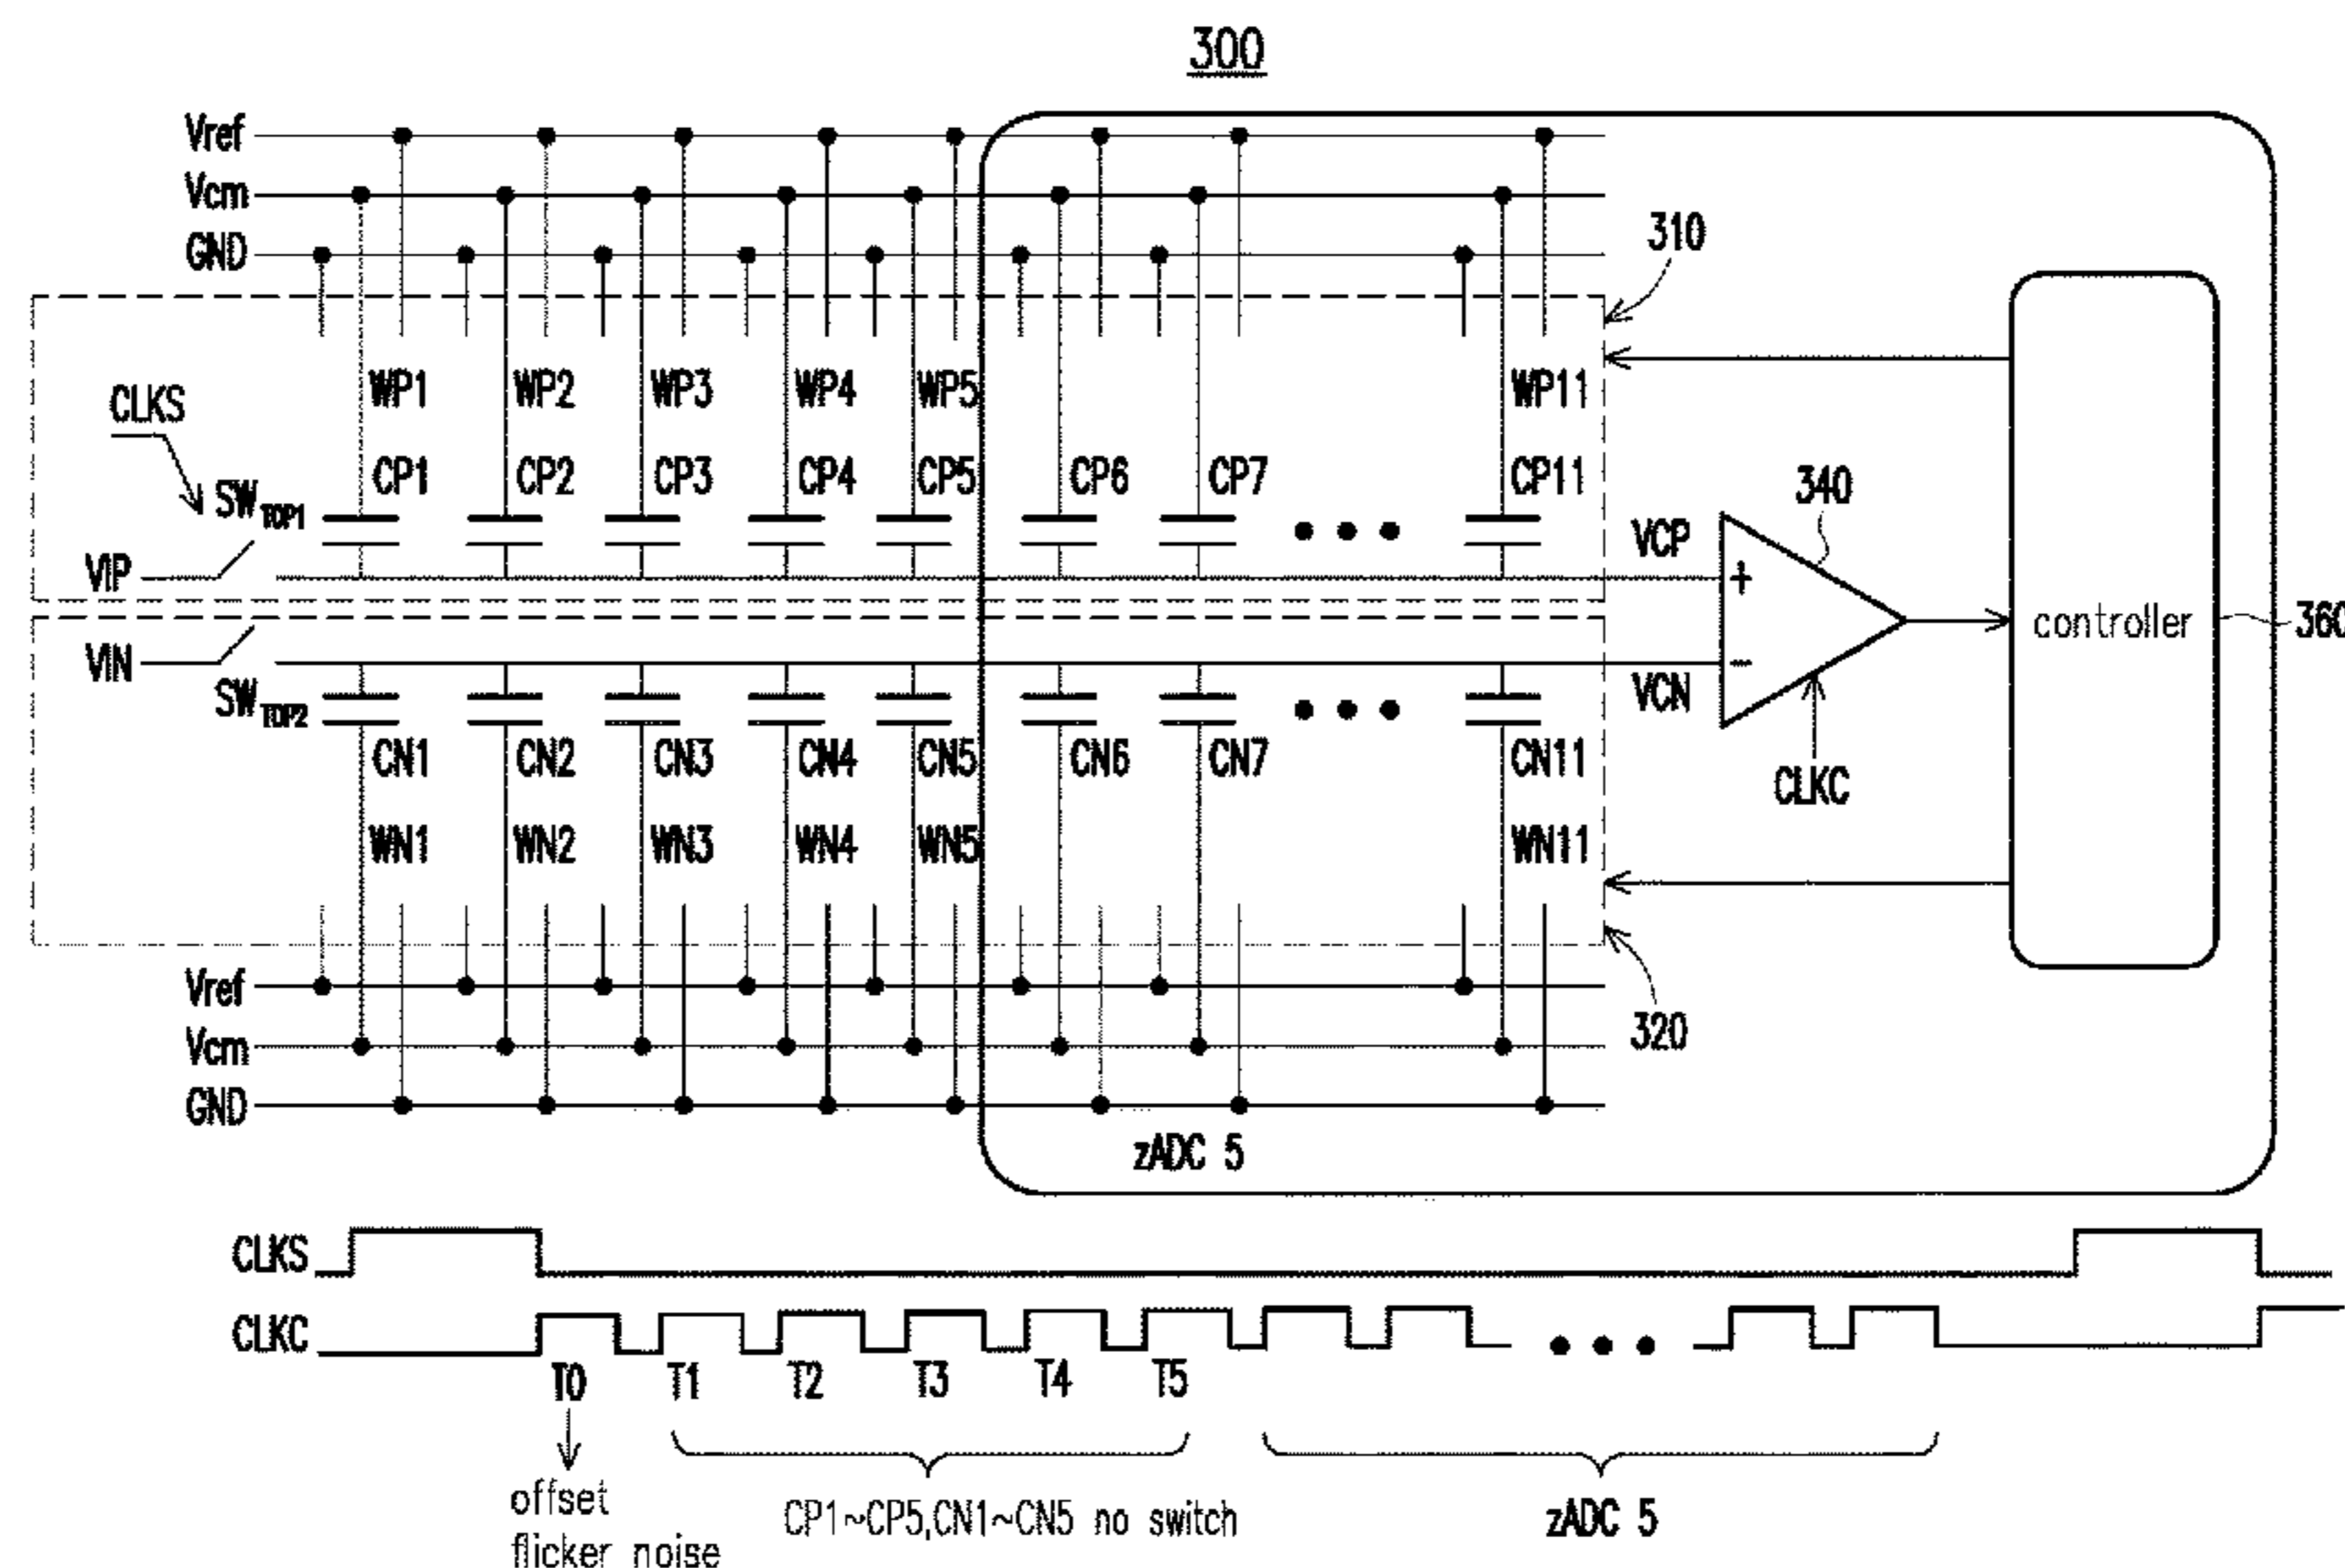 300
Vref
Vcm
GND
310
WP1 WP2 WP3 WP4 WP5 WP11
CLKS
CP1 CP2 CP3 CP4 CP5 CP6 CP7 CP11
SWTOP1
340
VCP
VIP
+
controller
360
VIN
−
SWTOP2
VCN
CN1 CN2 CN3 CN4 CN5 CN6 CN7 CN11
CLKC
WN1 WN2 WN3 WN4 WN5 WN11
Vref
320
Vcm
GND
zADC 5
CLKS
CLKC
T0 T1 T2 T3 T4 T5
offset
flicker noise
CP1~CP5,CN1~CN5 no switch
zADC 5